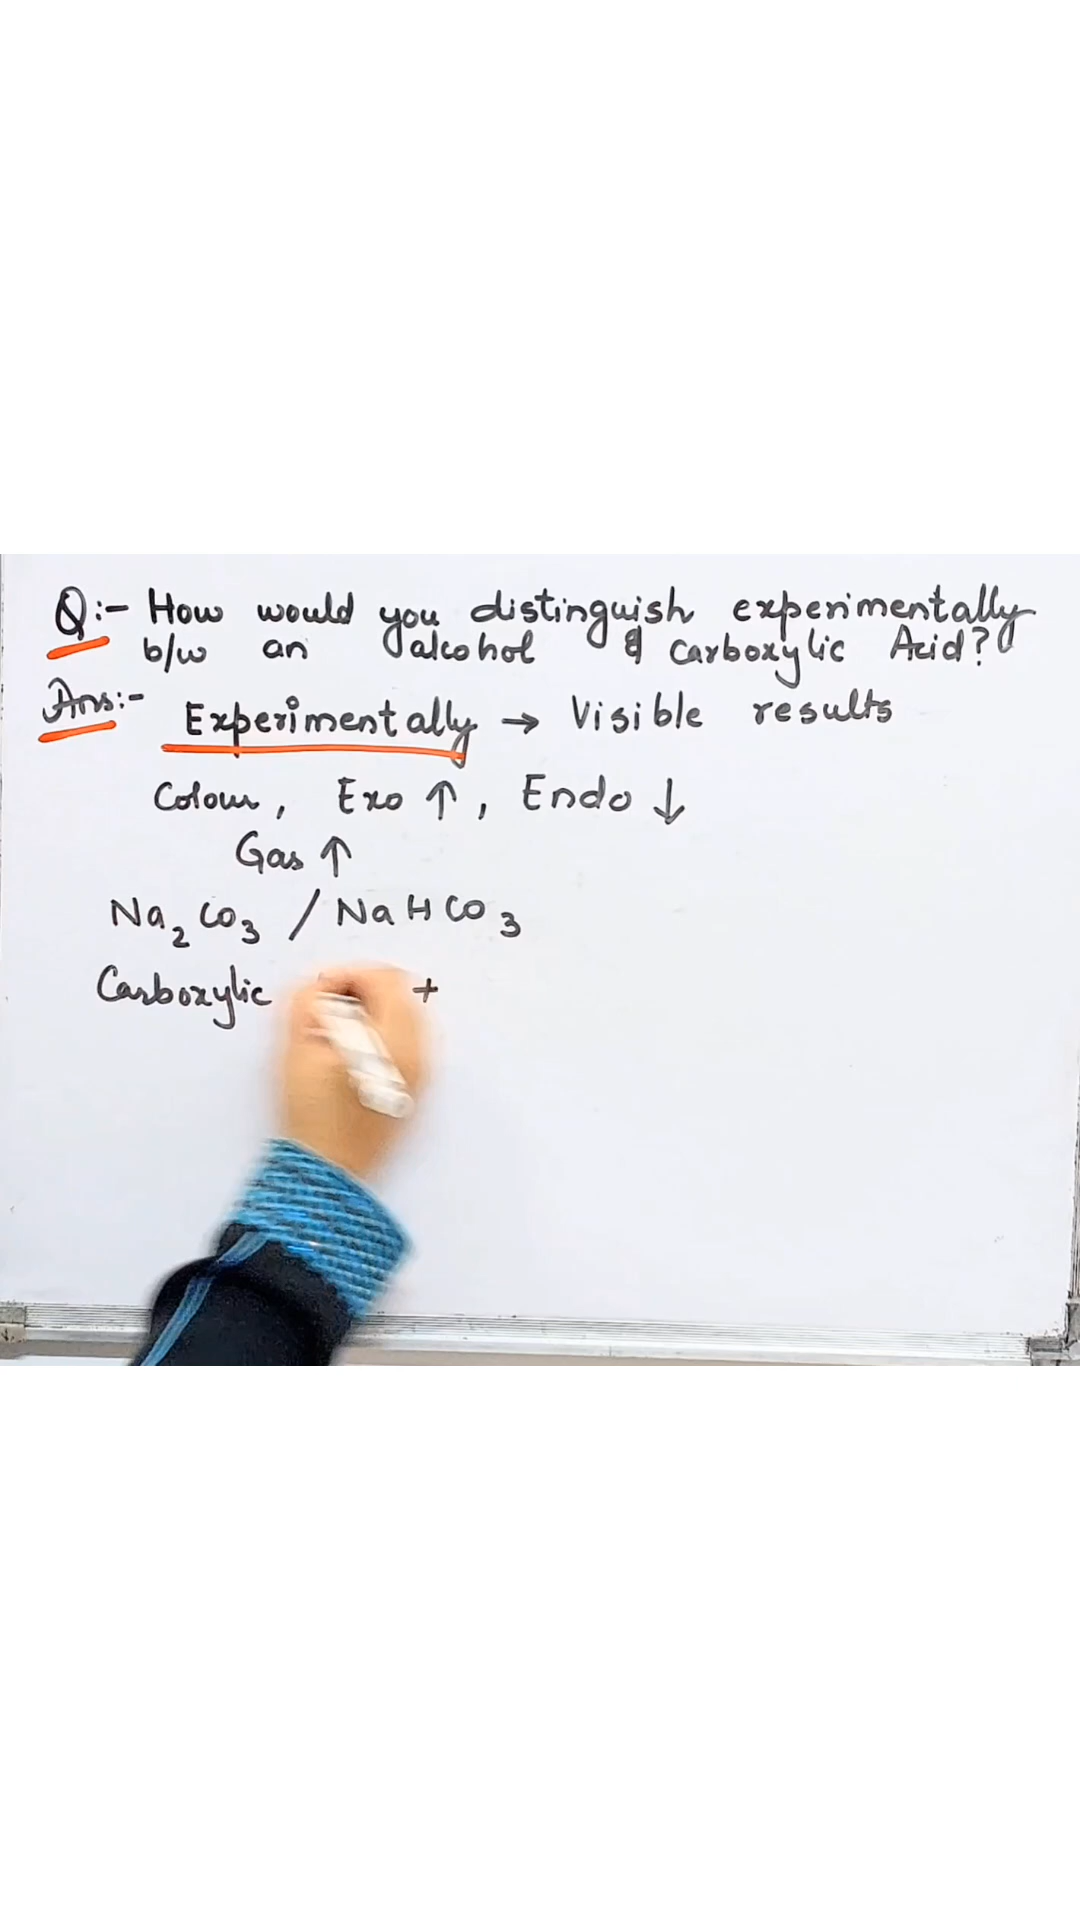 Q:- How would you distinguish experimentally
b/w an alcohol & carboxylic Acid?
Ans:- Experimentally → Visible results
Colour, Exo ↑, Endo ↓
Gas ↑
Na₂CO₃ / NaHCO₃
Carboxylic +